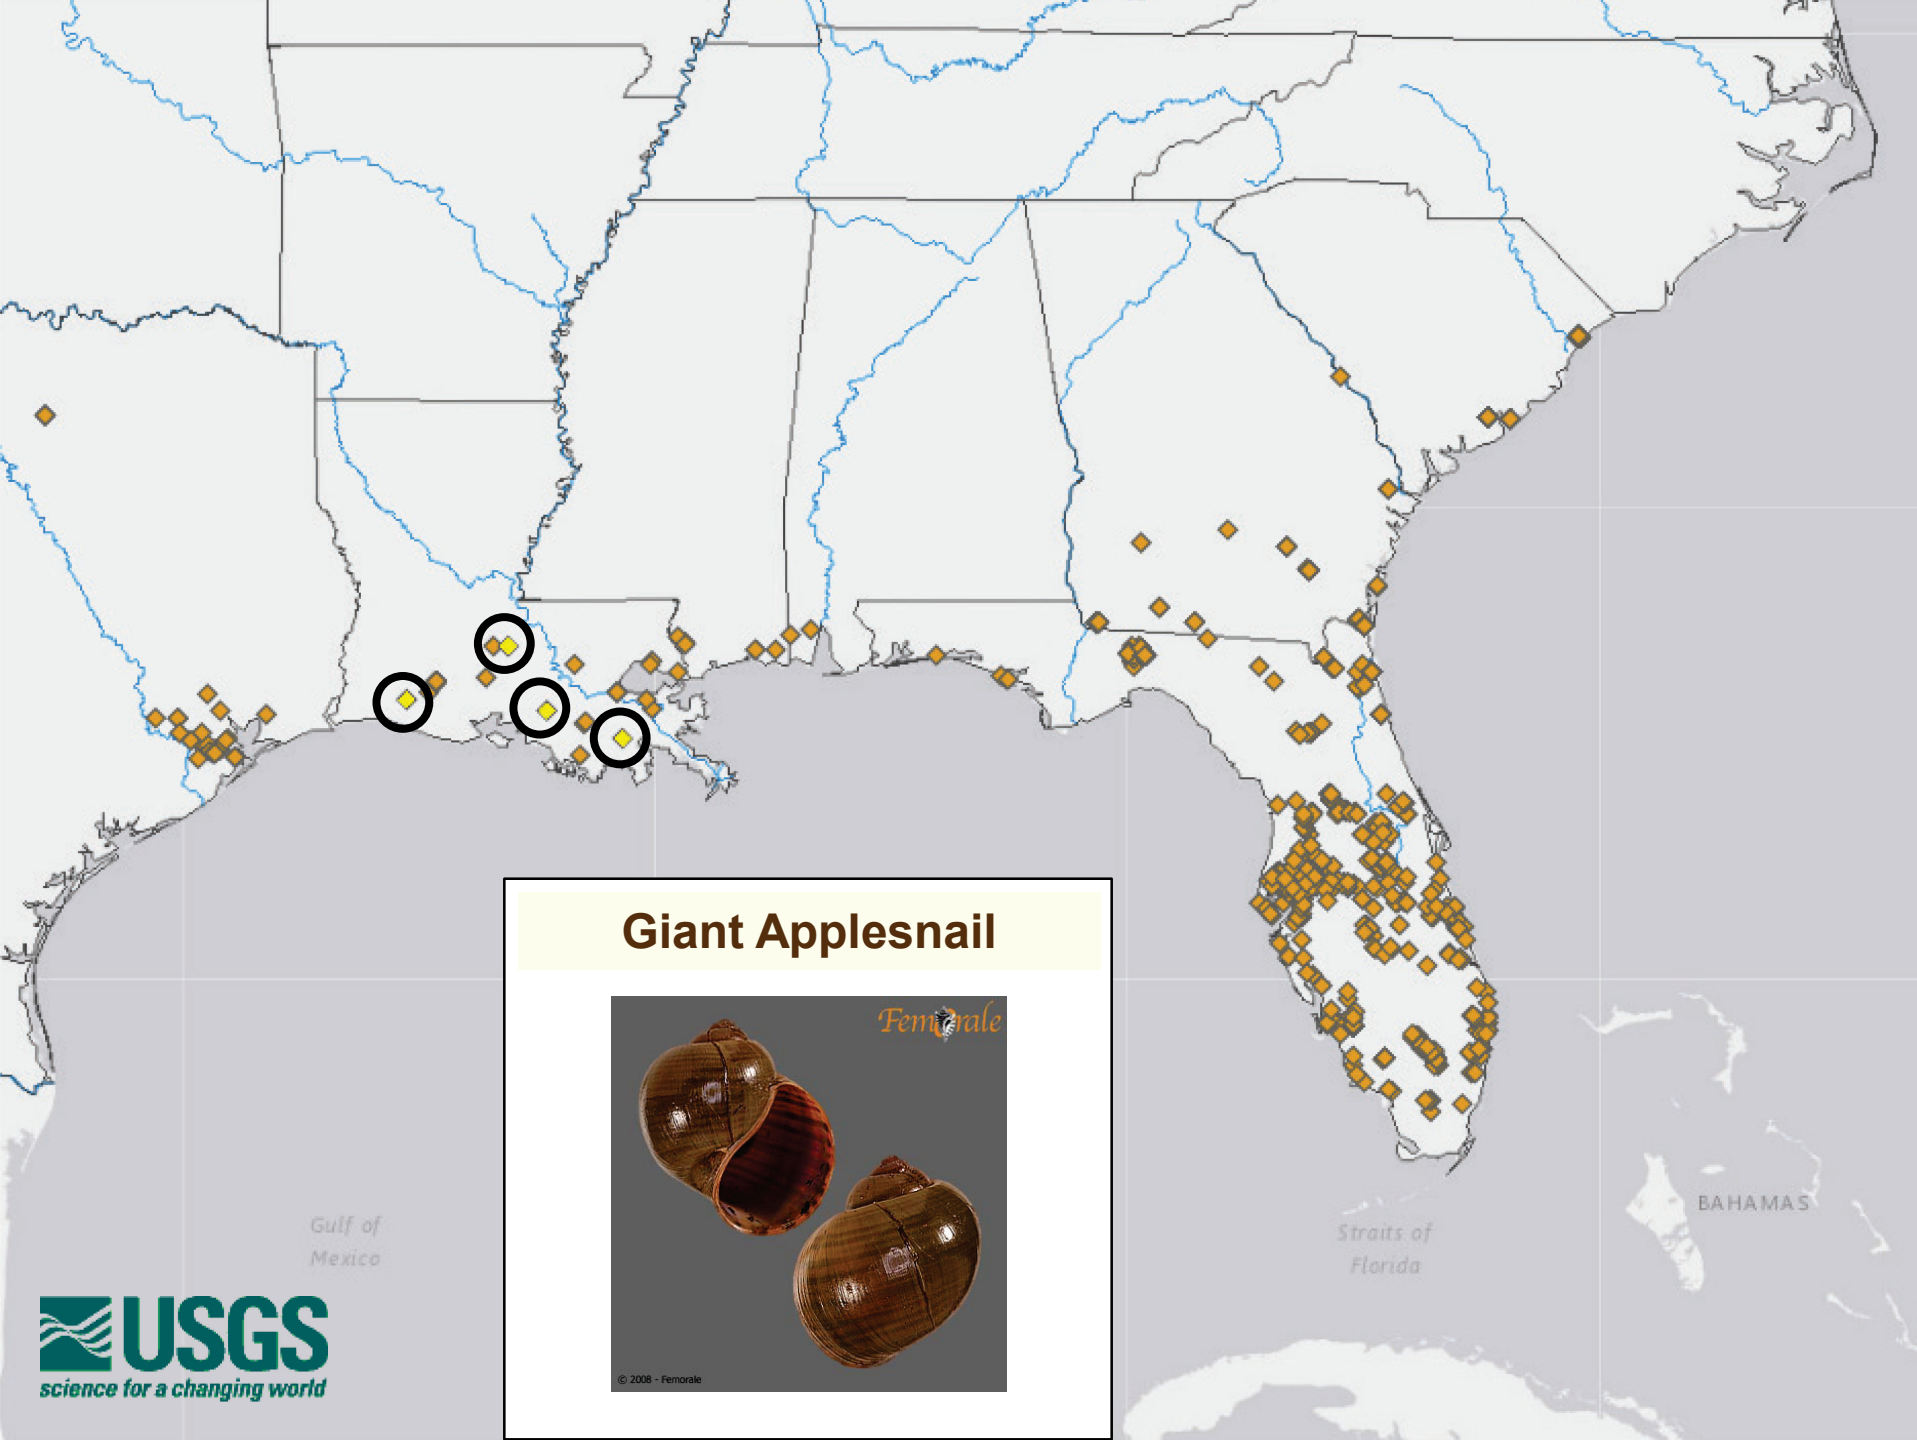 Giant Applesnail
Femorale
© 2008 - Femorale
Gulf of
Mexico
Straits of
Florida
BAHAMAS
USGS
science for a changing world